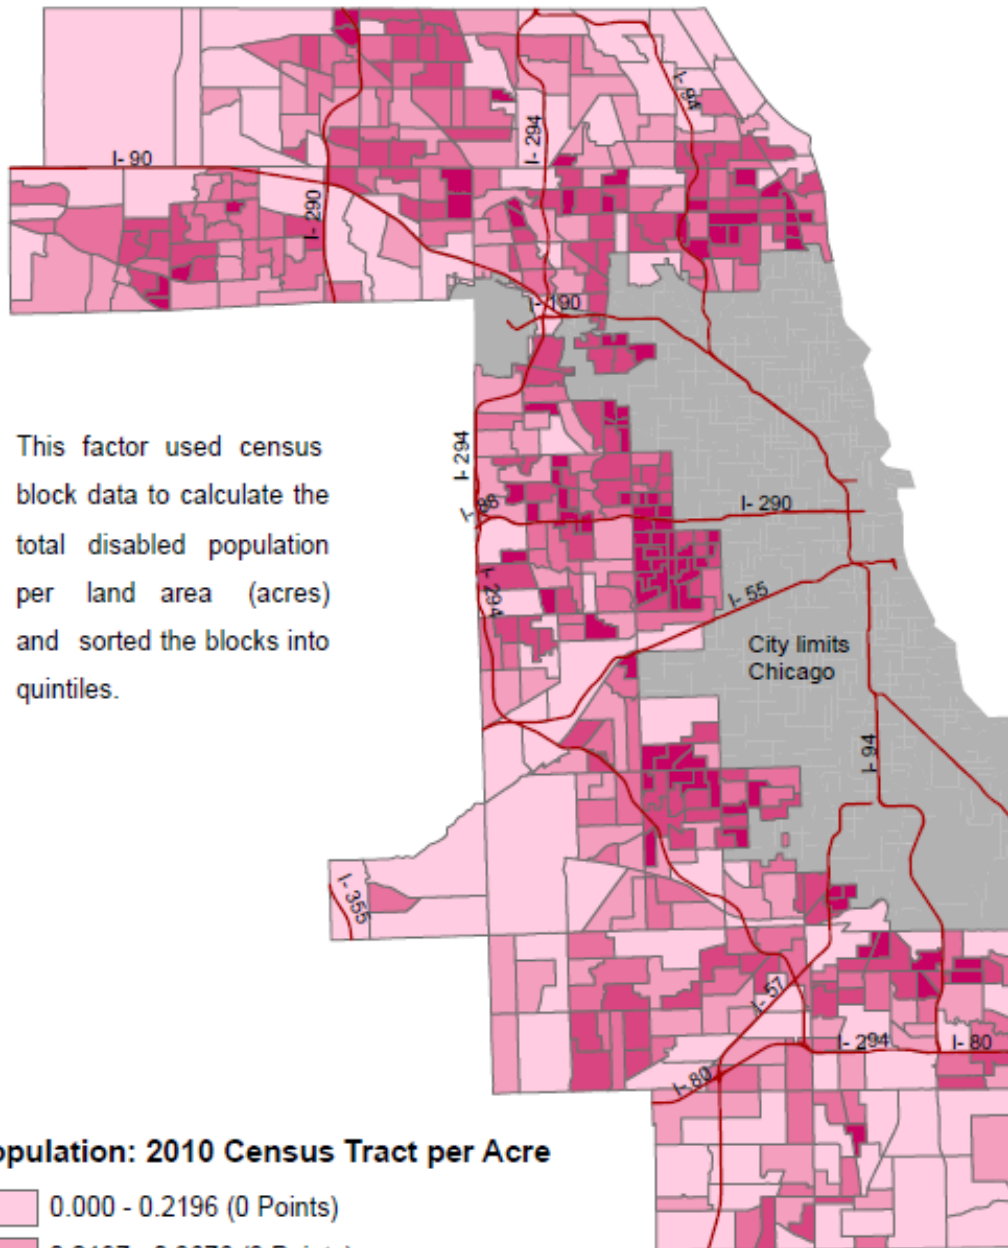 I- 94
I- 294
I- 90
I- 290
I- 190
This factor used census
block data to calculate the
total disabled population
per land area (acres)
and sorted the blocks into
quintiles.
I- 294
I- 88
I- 290
I- 294
I- 55
City limits
Chicago
I- 94
I- 355
I- 57
I- 294
I- 80
I- 80
opulation: 2010 Census Tract per Acre
0.000 - 0.2196 (0 Points)